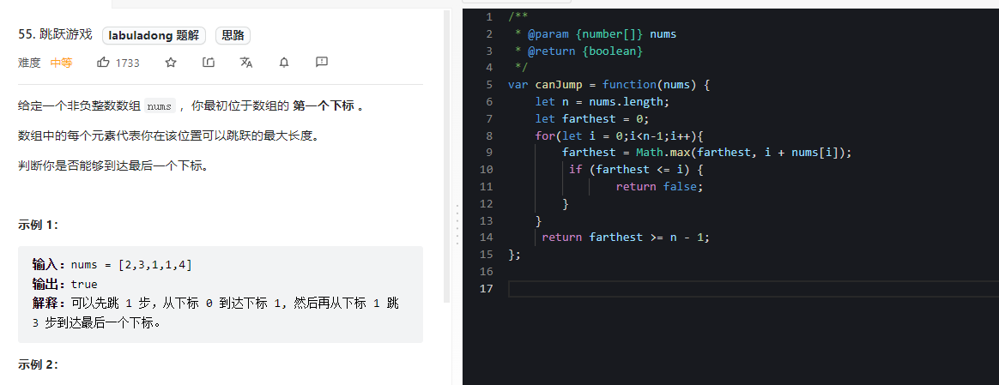 55. 跳跃游戏 labuladong 题解 思路
难度 中等 1733
给定一个非负整数数组 nums ，你最初位于数组的 第一个下标 。
数组中的每个元素代表你在该位置可以跳跃的最大长度。
判断你是否能够到达最后一个下标。
示例 1：
输入：nums = [2,3,1,1,4]
输出：true
解释：可以先跳 1 步，从下标 0 到达下标 1, 然后再从下标 1 跳
3 步到达最后一个下标。
示例 2：
1 /**
2 * @param {number[]} nums
3 * @return {boolean}
4 */
5 var canJump = function(nums) {
6 let n = nums.length;
7 let farthest = 0;
8 for(let i = 0;i<n-1;i++){
9 farthest = Math.max(farthest, i + nums[i]);
10 if (farthest <= i) {
11 return false;
12 }
13 }
14 return farthest >= n - 1;
15 };
16
17